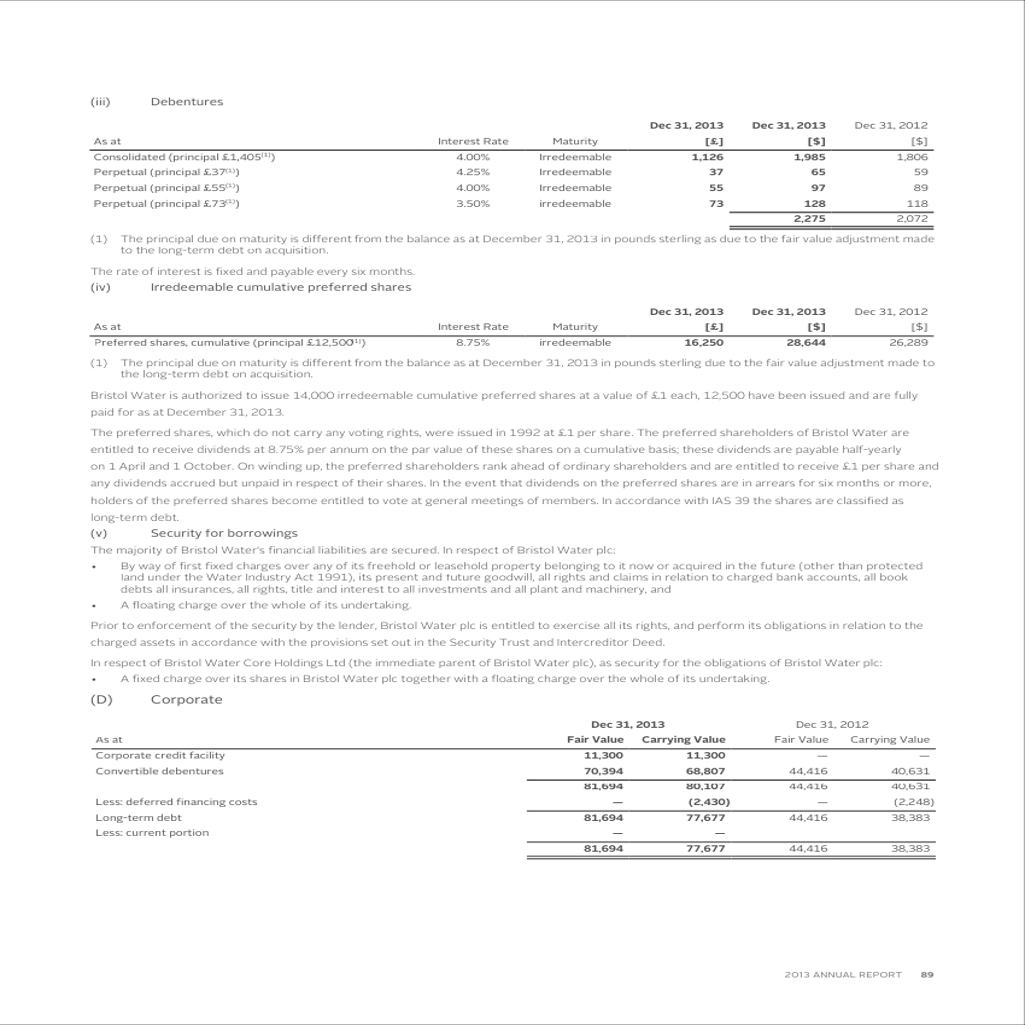 (iii) Debentures
Dec 31, 2013 Dec 31, 2013 Dec 31, 2012
As at Interest Rate Maturity [£] [$] [$]
Consolidated (principal £1,405(1)) 4.00% Irredeemable 1,126 1,985 1,806
Perpetual (principal £37(1)) 4.25% Irredeemable 37 65 59
Perpetual (principal £55(1)) 4.00% Irredeemable 55 97 89
Perpetual (principal £73(1)) 3.50% irredeemable 73 128 118
2,275 2,072
(1) The principal due on maturity is different from the balance as at December 31, 2013 in pounds sterling as due to the fair value adjustment made
to the long-term debt on acquisition.
The rate of interest is fixed and payable every six months.
(iv) Irredeemable cumulative preferred shares
Dec 31, 2013 Dec 31, 2013 Dec 31, 2012
As at Interest Rate Maturity [£] [$] [$]
Preferred shares, cumulative (principal £12,500(1)) 8.75% irredeemable 16,250 28,644 26,289
(1) The principal due on maturity is different from the balance as at December 31, 2013 in pounds sterling due to the fair value adjustment made to
the long-term debt on acquisition.
Bristol Water is authorized to issue 14,000 irredeemable cumulative preferred shares at a value of £1 each, 12,500 have been issued and are fully
paid for as at December 31, 2013.
The preferred shares, which do not carry any voting rights, were issued in 1992 at £1 per share. The preferred shareholders of Bristol Water are
entitled to receive dividends at 8.75% per annum on the par value of these shares on a cumulative basis; these dividends are payable half-yearly
on 1 April and 1 October. On winding up, the preferred shareholders rank ahead of ordinary shareholders and are entitled to receive £1 per share and
any dividends accrued but unpaid in respect of their shares. In the event that dividends on the preferred shares are in arrears for six months or more,
holders of the preferred shares become entitled to vote at general meetings of members. In accordance with IAS 39 the shares are classified as
long-term debt.
(v) Security for borrowings
The majority of Bristol Water's financial liabilities are secured. In respect of Bristol Water plc:
• By way of first fixed charges over any of its freehold or leasehold property belonging to it now or acquired in the future (other than protected
land under the Water Industry Act 1991), its present and future goodwill, all rights and claims in relation to charged bank accounts, all book
debts all insurances, all rights, title and interest to all investments and all plant and machinery, and
• A floating charge over the whole of its undertaking.
Prior to enforcement of the security by the lender, Bristol Water plc is entitled to exercise all its rights, and perform its obligations in relation to the
charged assets in accordance with the provisions set out in the Security Trust and Intercreditor Deed.
In respect of Bristol Water Core Holdings Ltd (the immediate parent of Bristol Water plc), as security for the obligations of Bristol Water plc:
• A fixed charge over its shares in Bristol Water plc together with a floating charge over the whole of its undertaking.
(D) Corporate
Dec 31, 2013 Dec 31, 2012
As at Fair Value Carrying Value Fair Value Carrying Value
Corporate credit facility 11,300 11,300 — —
Convertible debentures 70,394 68,807 44,416 40,631
81,694 80,107 44,416 40,631
Less: deferred financing costs — (2,430) — (2,248)
Long-term debt 81,694 77,677 44,416 38,383
Less: current portion — —
81,694 77,677 44,416 38,383
2013 ANNUAL REPORT 89